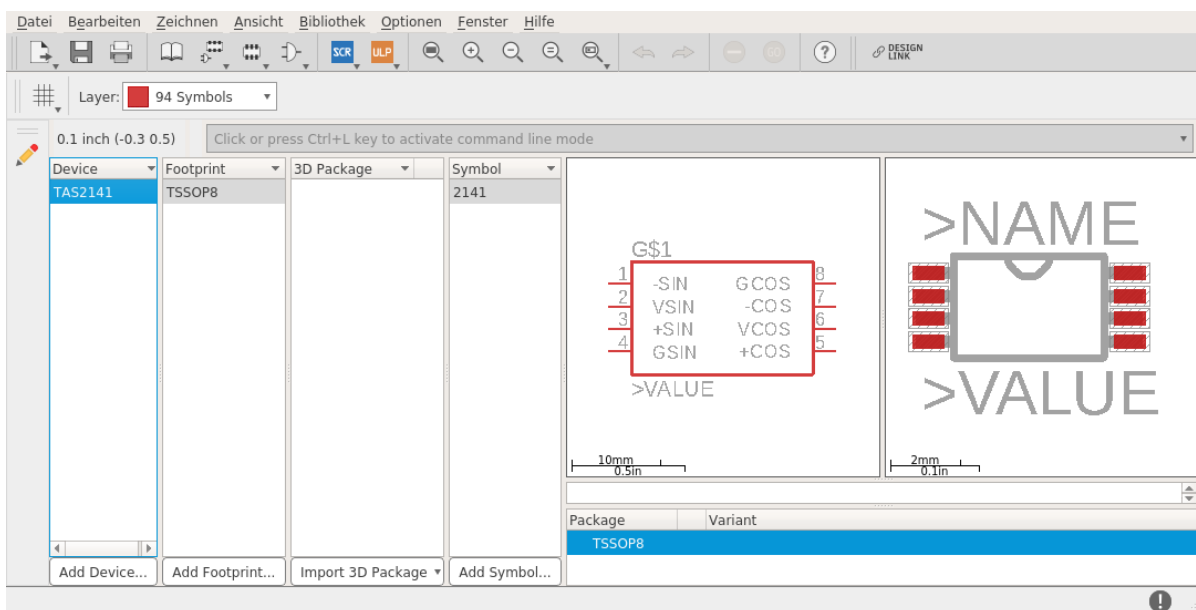 Datei Bearbeiten Zeichnen Ansicht Bibliothek Optionen Fenster Hilfe
SCR ULP GO ? DESIGN LINK
Layer: 94 Symbols
0.1 inch (-0.3 0.5) Click or press Ctrl+L key to activate command line mode
Device Footprint 3D Package Symbol
TAS2141 TSSOP8 2141
G$1
1 -SIN GCOS 8
2 VSIN -COS 7
3 +SIN VCOS 6
4 GSIN +COS 5
>VALUE
10mm
0.5in
>NAME
>VALUE
2mm
0.1in
Package Variant
TSSOP8
Add Device... Add Footprint... Import 3D Package Add Symbol...